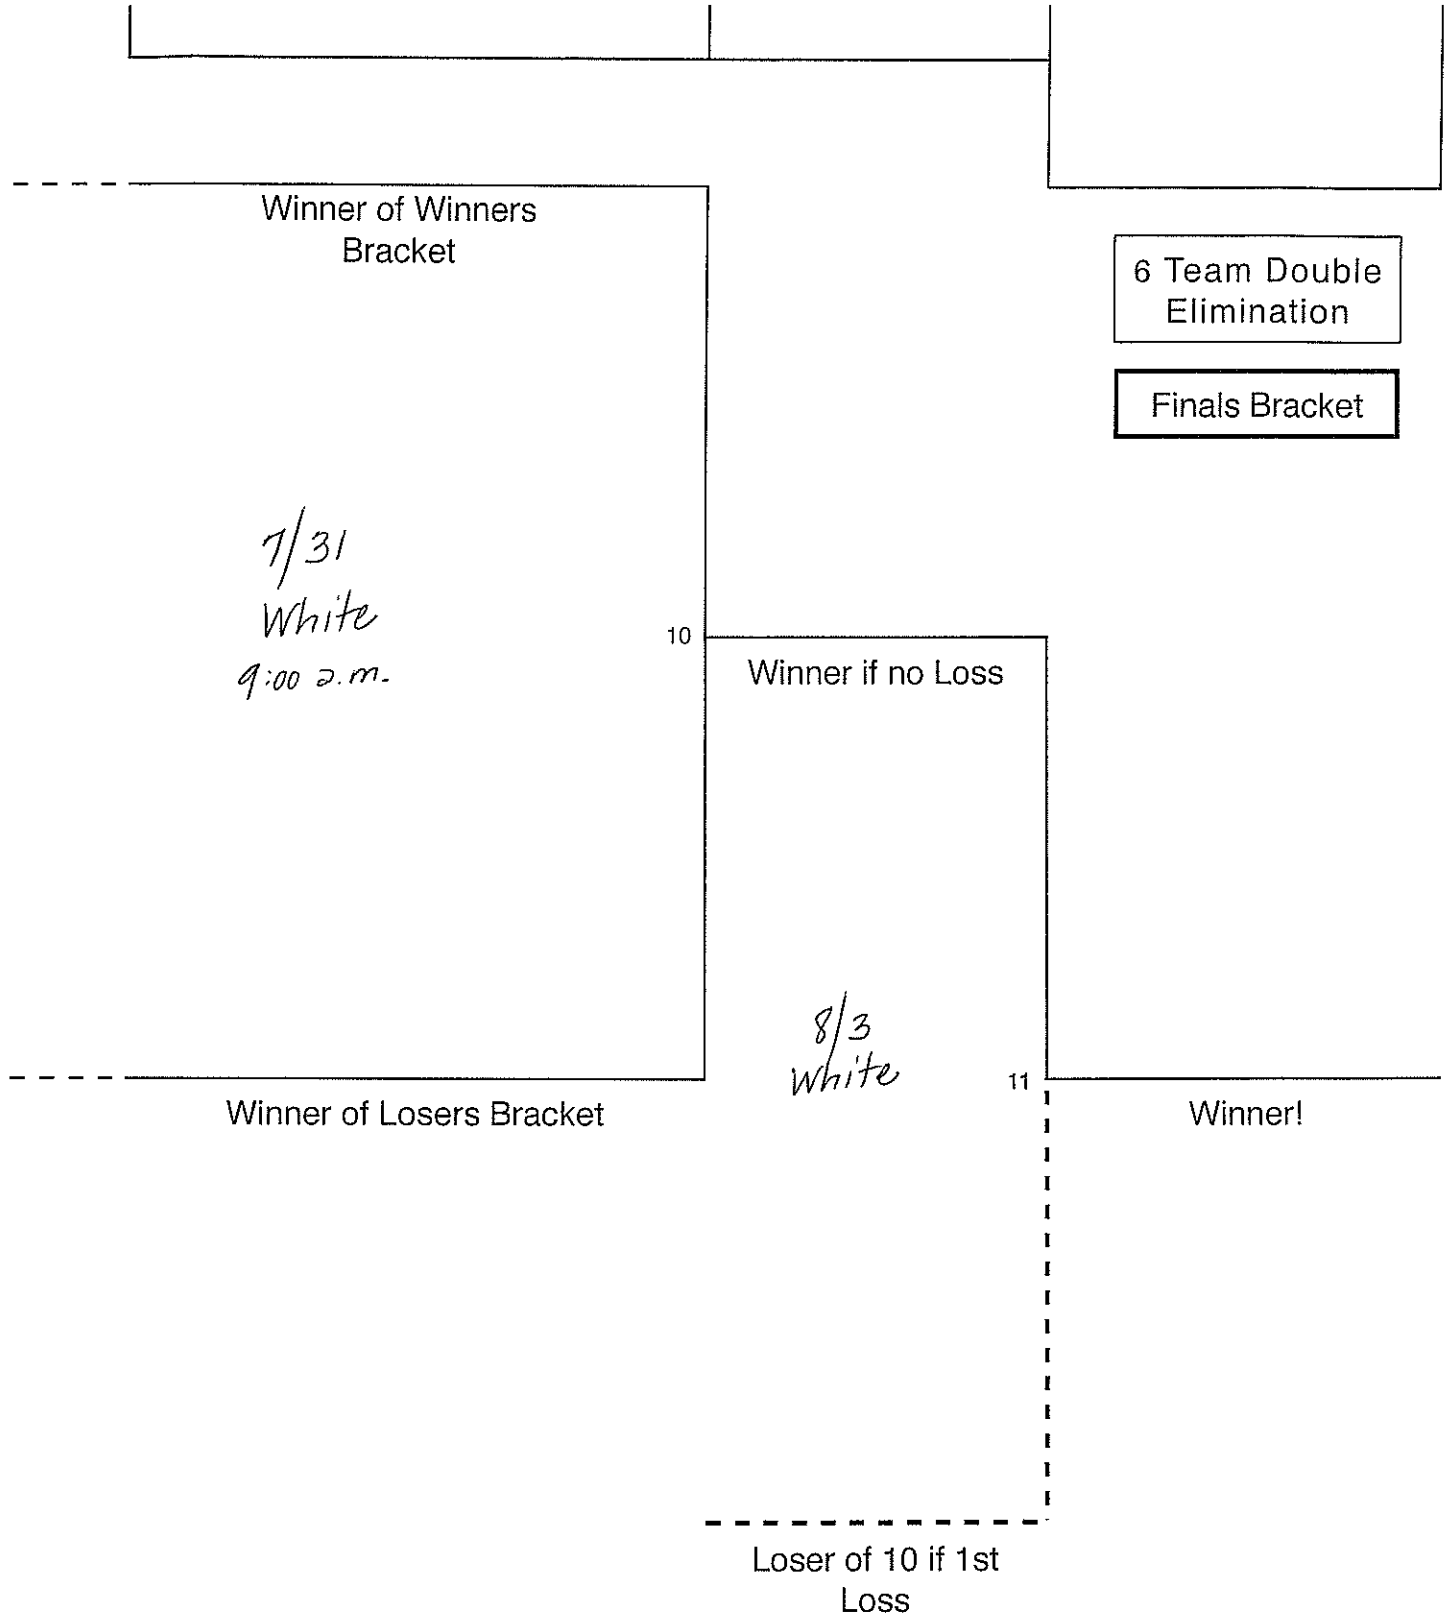 Winner of Winners
Bracket
6 Team Double
Elimination
Finals Bracket
7/31
White
9:00 a.m.
10
Winner if no Loss
8/3
White
11
Winner of Losers Bracket
Winner!
Loser of 10 if 1st
Loss